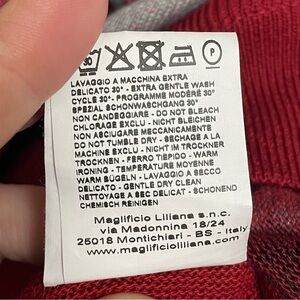 30°
P
LAVAGGIO A MACCHINA EXTRA
DELICATO 30° - EXTRA GENTLE WASH
CYCLE 30° - PROGRAMME MODÉRÉ 30°
SPEZIAL SCHONWASCHGANG 30°
NON CANDEGGIARE - DO NOT BLEACH
CHLORAGE EXCLU - NICHT BLEICHEN
NON ASCIUGARE MECCANICAMENTE
DO NOT TUMBLE DRY - SÈCHAGE A LA
MACHINE EXCLU - NICHT IM TROCKNER
TROCKNEN - FERRO TIEPIDO - WARM
IRONING - TEMPERATURE MOYENNE
WARM BÜGELN - LAVAGGIO A SECCO
DELICATO - GENTLE DRY CLEAN
NETTOYAGE A SEC DELICAT - SCHONEND
CHEMISCH REINIGEN
Maglificio Liliana s.n.c.
via Madonnina 18/24
25018 Montichiari - BS - Italy
www.maglificioliliana.com